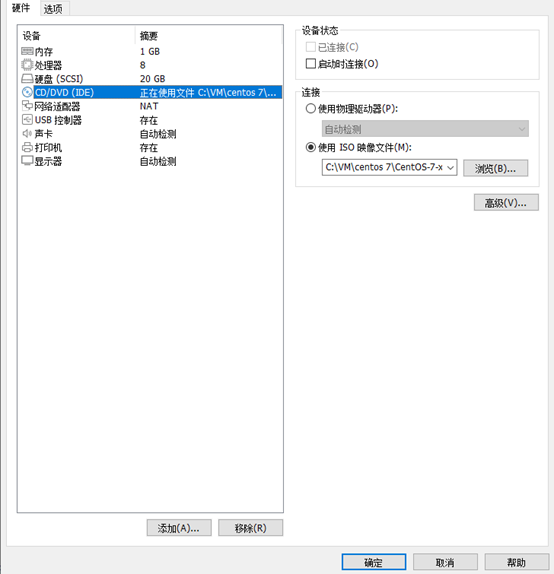 硬件 选项
设备 摘要
内存 1 GB
处理器 8
硬盘 (SCSI) 20 GB
CD/DVD (IDE) 正在使用文件 C:\VM\centos 7\...
网络适配器 NAT
USB 控制器 存在
声卡 自动检测
打印机 存在
显示器 自动检测
添加(A)... 移除(R)
设备状态
已连接(C)
启动时连接(O)
连接
使用物理驱动器(P):
自动检测
使用 ISO 映像文件(M):
C:\VM\centos 7\CentOS-7-x 浏览(B)...
高级(V)...
确定 取消 帮助